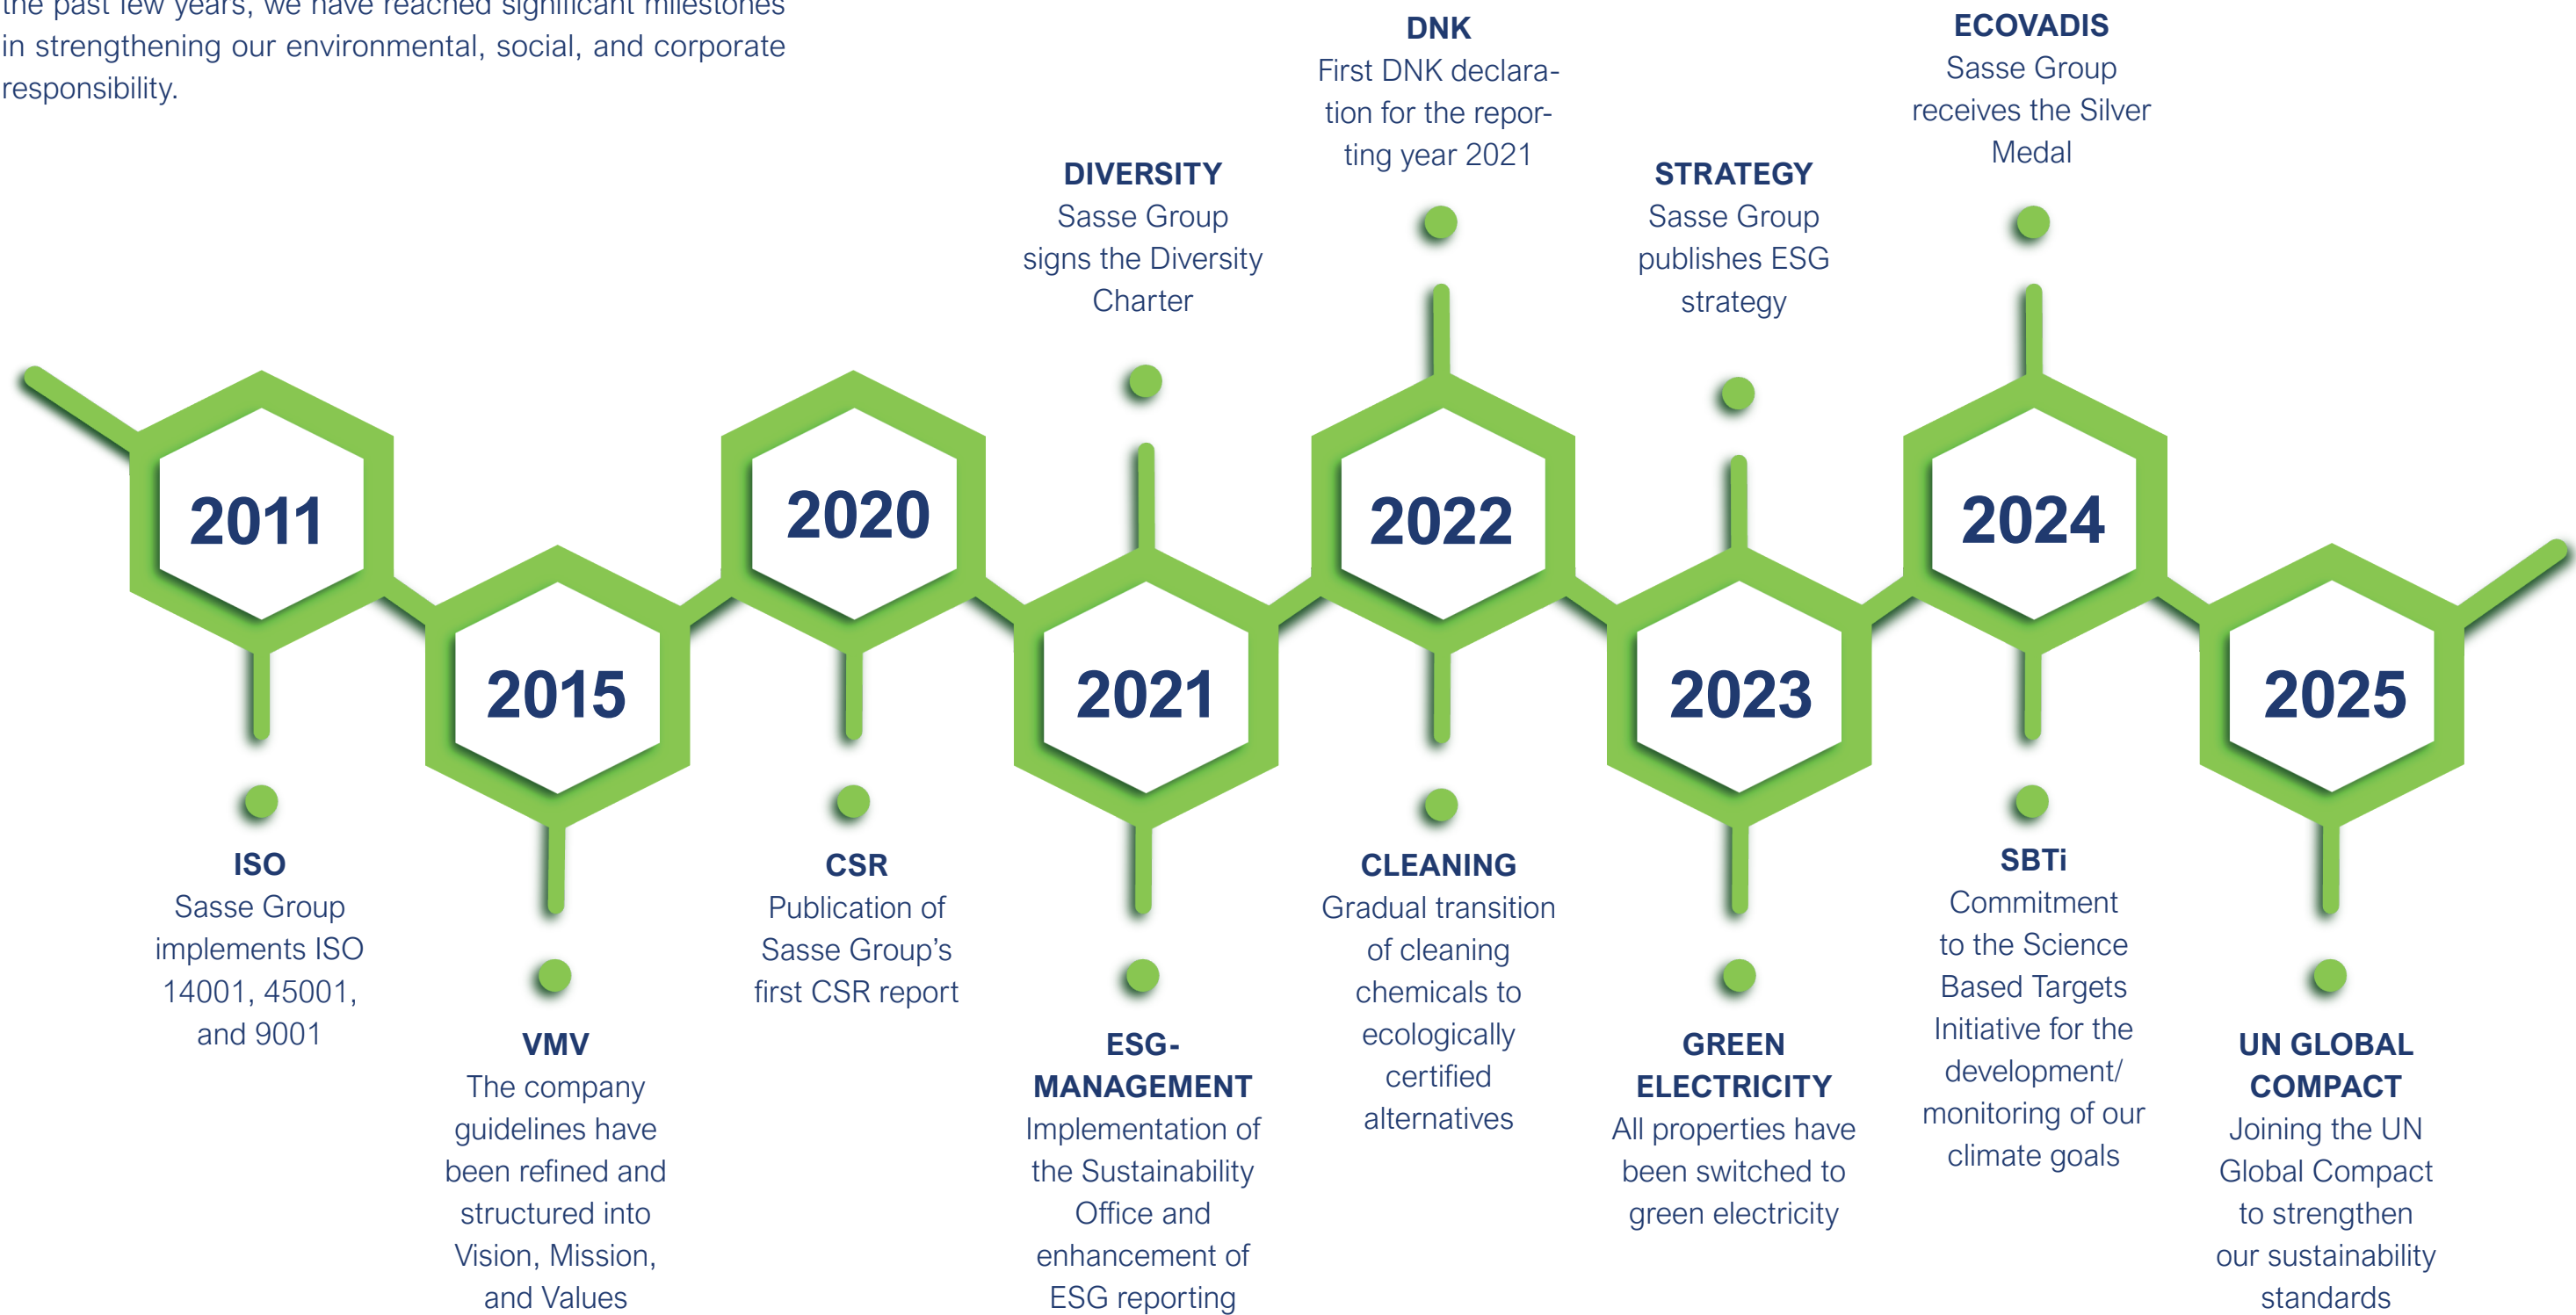 the past few years, we have reached significant milestones
in strengthening our environmental, social, and corporate
responsibility.
DNK
First DNK declara-
tion for the repor-
ting year 2021
ECOVADIS
Sasse Group
receives the Silver
Medal
DIVERSITY
Sasse Group
signs the Diversity
Charter
STRATEGY
Sasse Group
publishes ESG
strategy
2011
2015
2020
2021
2022
2023
2024
2025
ISO
Sasse Group
implements ISO
14001, 45001,
and 9001
VMV
The company
guidelines have
been refined and
structured into
Vision, Mission,
and Values
CSR
Publication of
Sasse Group’s
first CSR report
ESG-
MANAGEMENT
Implementation of
the Sustainability
Office and
enhancement of
ESG reporting
CLEANING
Gradual transition
of cleaning
chemicals to
ecologically
certified
alternatives
GREEN
ELECTRICITY
All properties have
been switched to
green electricity
SBTi
Commitment
to the Science
Based Targets
Initiative for the
development/
monitoring of our
climate goals
UN GLOBAL
COMPACT
Joining the UN
Global Compact
to strengthen
our sustainability
standards